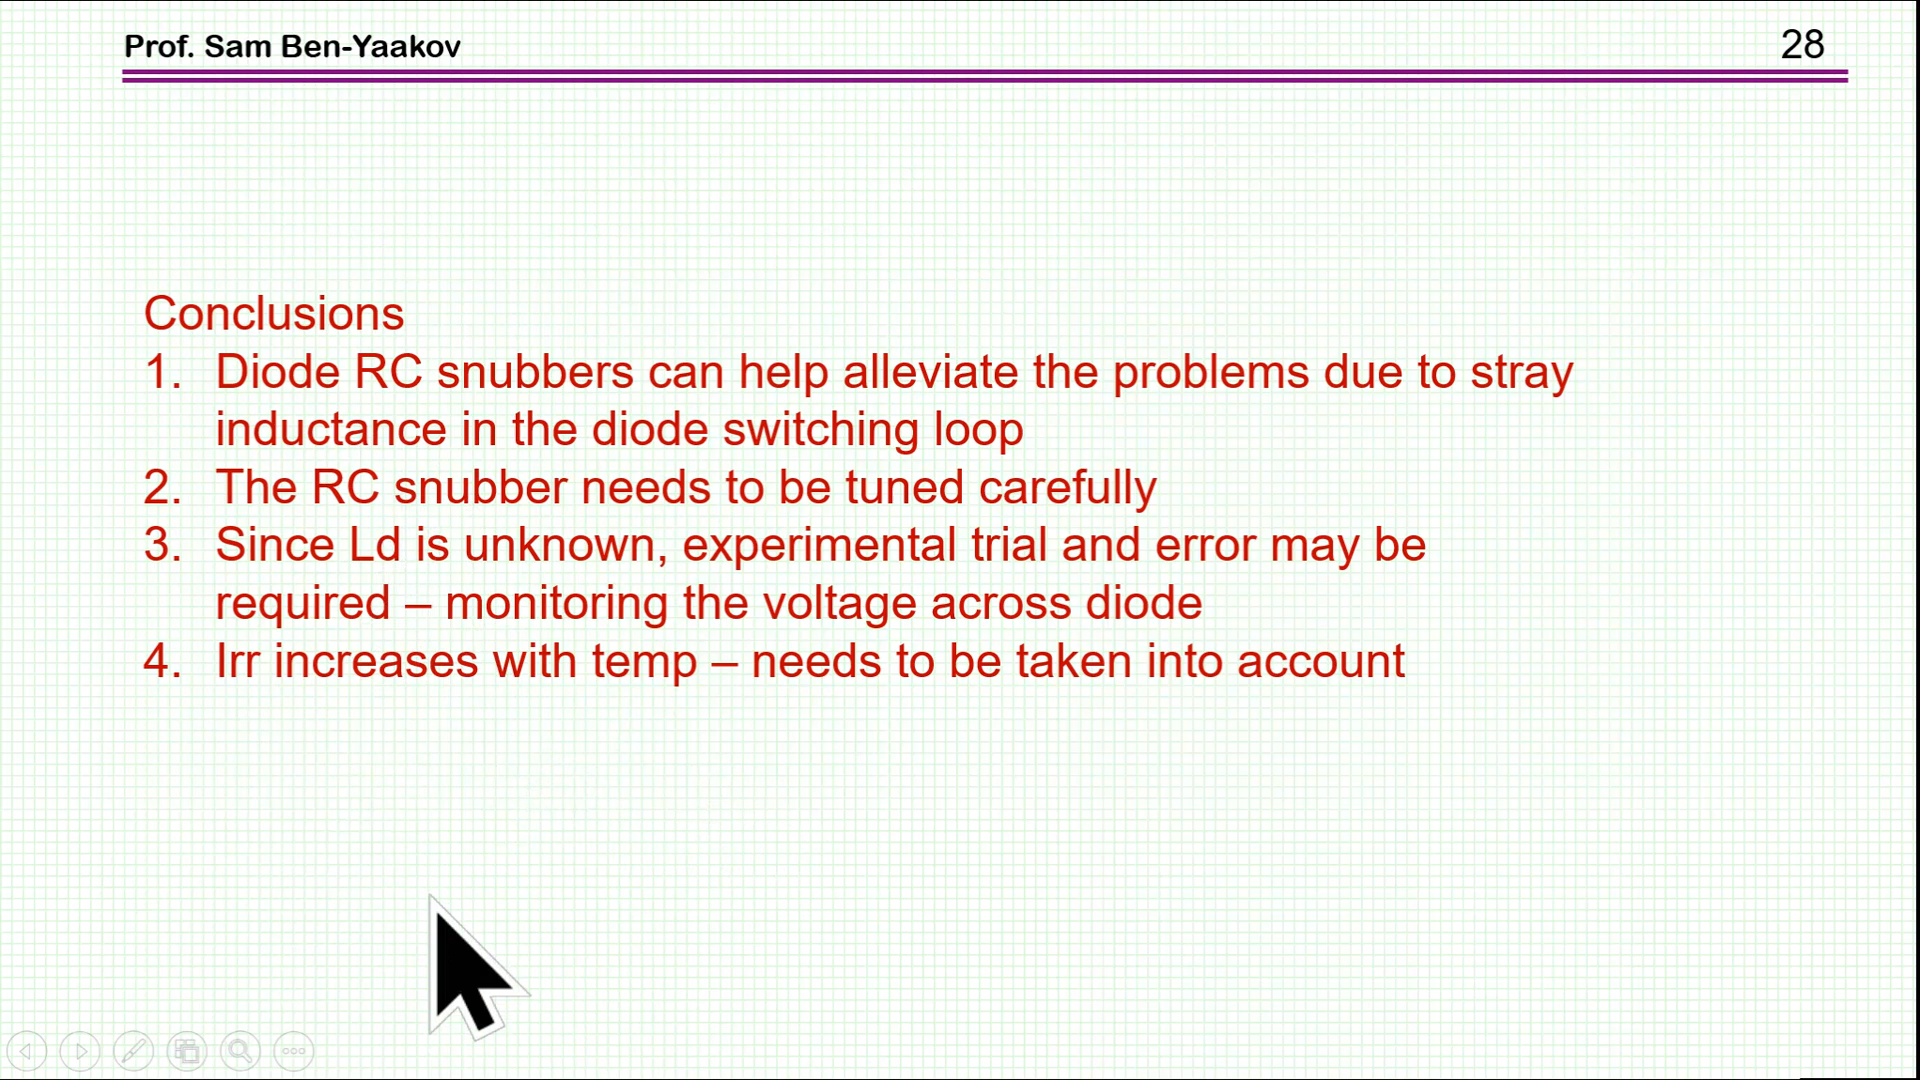 Prof. Sam Ben-Yaakov
28
Conclusions
1. Diode RC snubbers can help alleviate the problems due to stray
inductance in the diode switching loop
2. The RC snubber needs to be tuned carefully
3. Since Ld is unknown, experimental trial and error may be
required – monitoring the voltage across diode
4. Irr increases with temp – needs to be taken into account